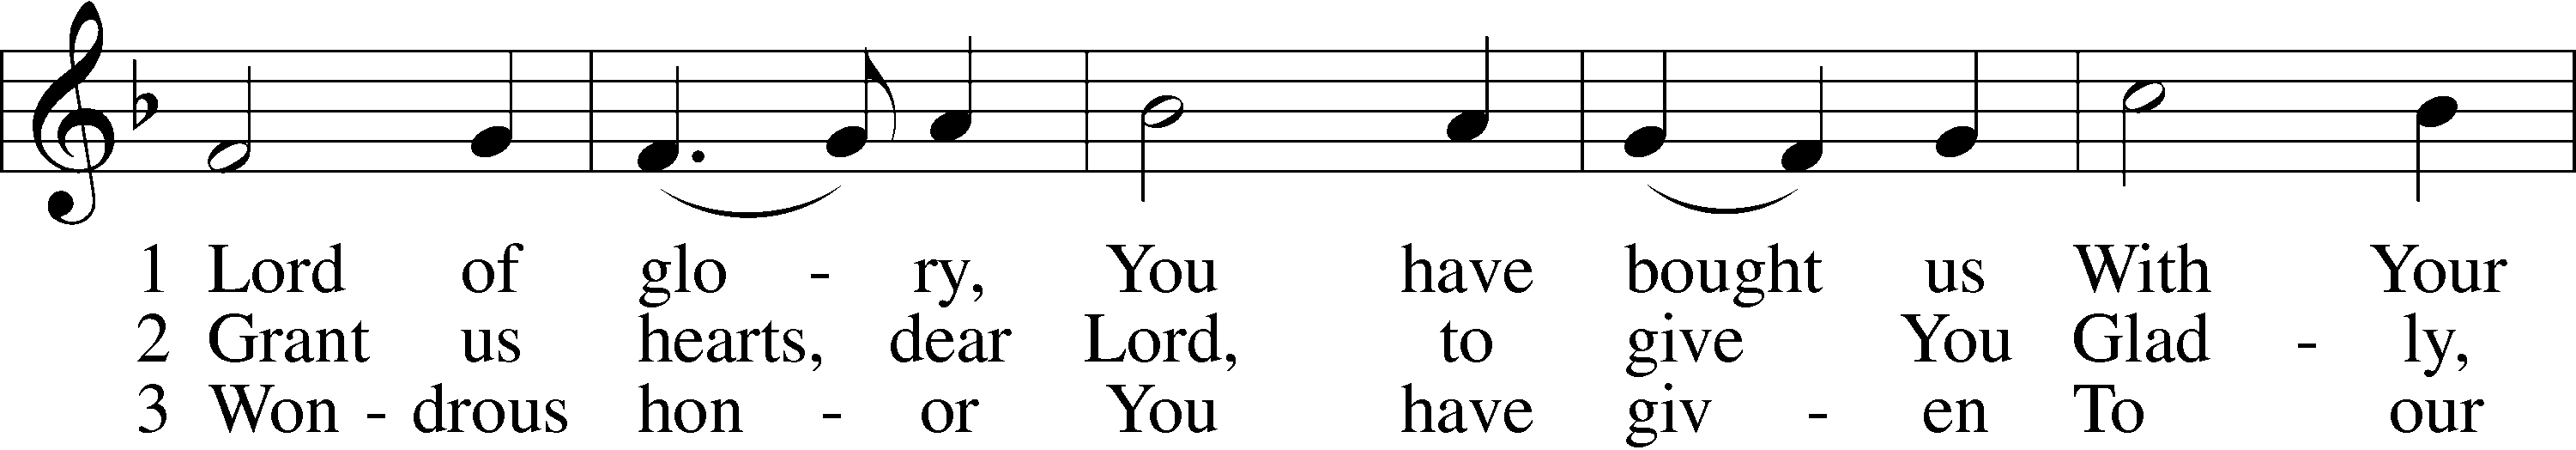 1 Lord of glo - ry, You have bought us With Your
2 Grant us hearts, dear Lord, to give You Glad - ly,
3 Won - drous hon - or You have giv - en To our